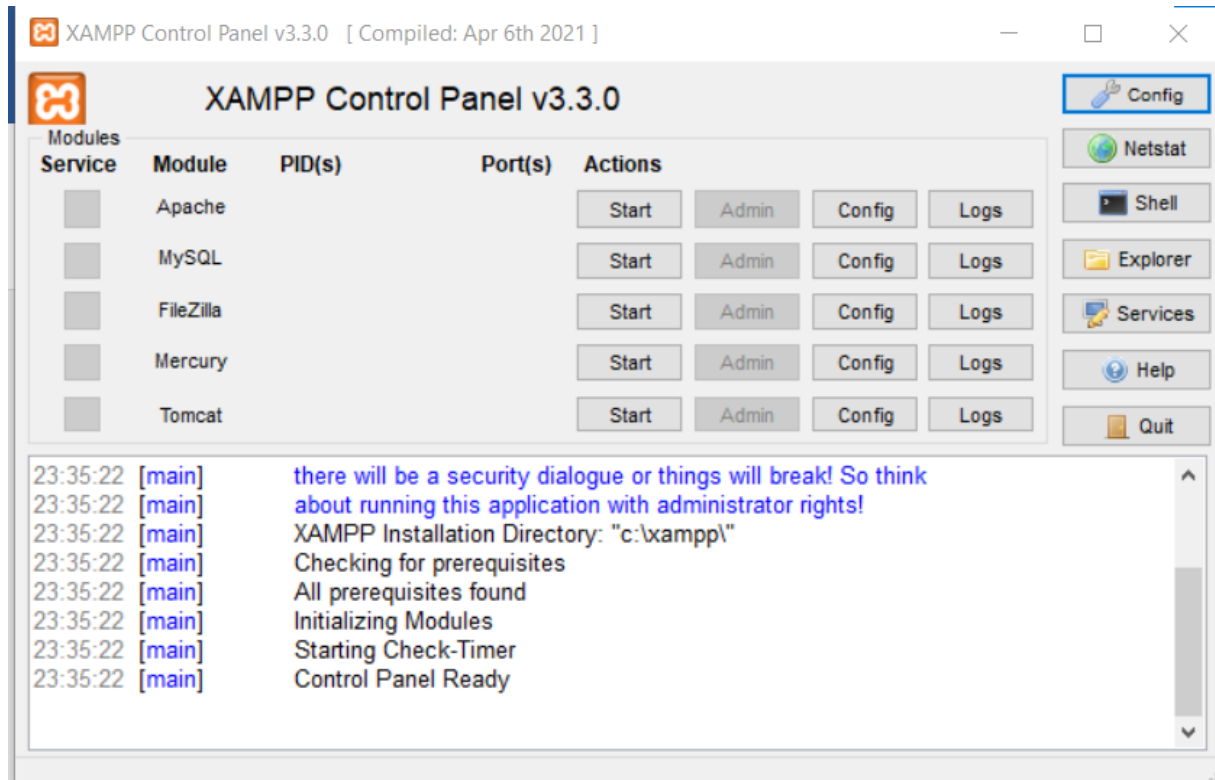 XAMPP Control Panel v3.3.0 [ Compiled: Apr 6th 2021 ]
XAMPP Control Panel v3.3.0
Config
Modules
Netstat
Service Module PID(s) Port(s) Actions
Apache Start Admin Config Logs
Shell
MySQL Start Admin Config Logs
Explorer
FileZilla Start Admin Config Logs
Services
Mercury Start Admin Config Logs
Help
Tomcat Start Admin Config Logs
Quit
23:35:22 [main] there will be a security dialogue or things will break! So think
23:35:22 [main] about running this application with administrator rights!
23:35:22 [main] XAMPP Installation Directory: "c:\xampp\"
23:35:22 [main] Checking for prerequisites
23:35:22 [main] All prerequisites found
23:35:22 [main] Initializing Modules
23:35:22 [main] Starting Check-Timer
23:35:22 [main] Control Panel Ready